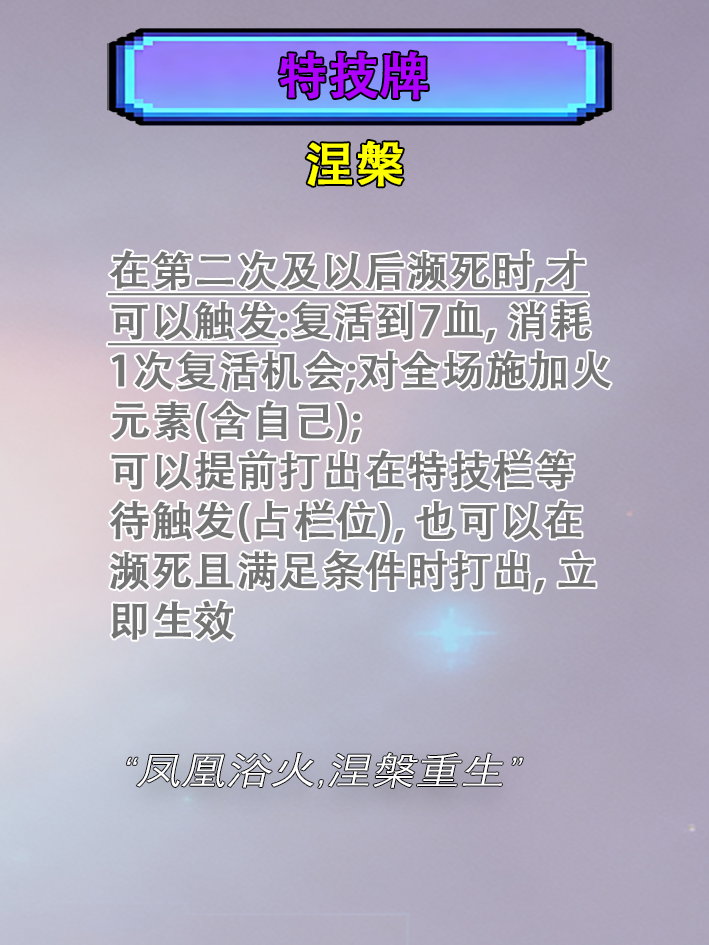 特技牌
涅槃
在第二次及以后濒死时,才
可以触发:复活到7血, 消耗
1次复活机会;对全场施加火
元素(含自己);
可以提前打出在特技栏等
待触发(占栏位), 也可以在
濒死且满足条件时打出, 立
即生效
“凤凰浴火,涅槃重生”